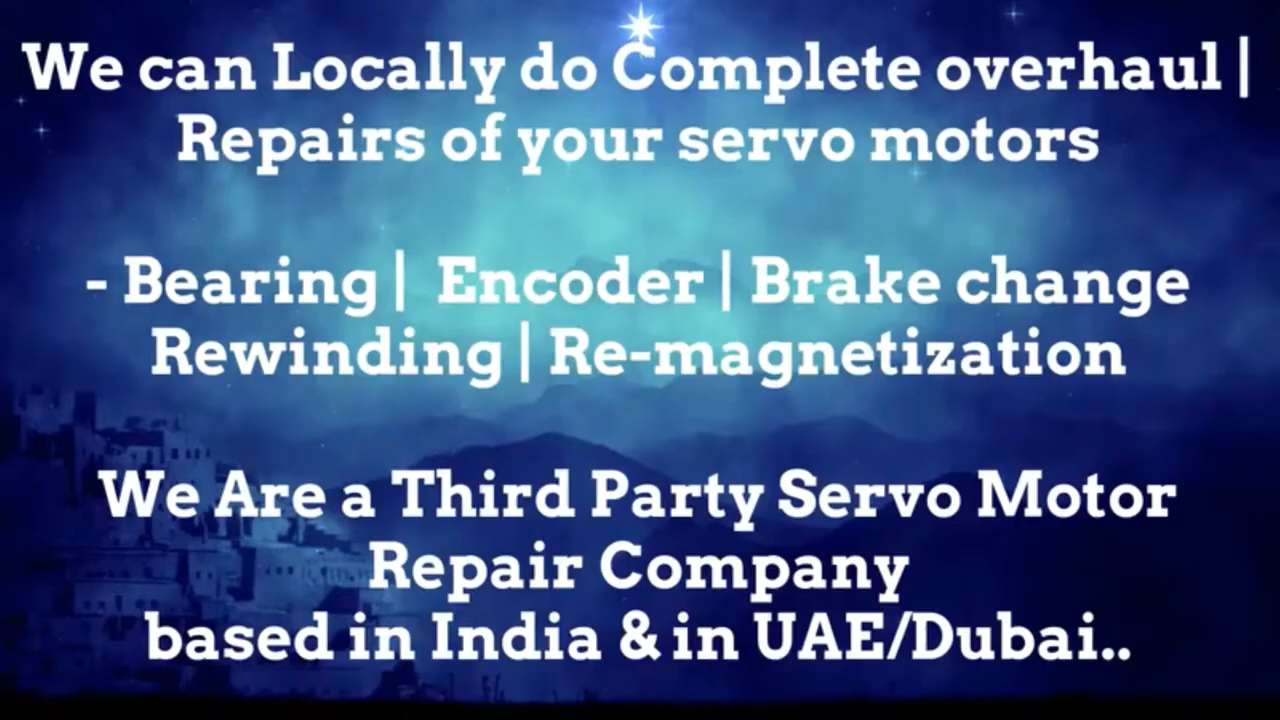 We can Locally do Complete overhaul |
Repairs of your servo motors
- Bearing | Encoder | Brake change
Rewinding | Re-magnetization
We Are a Third Party Servo Motor
Repair Company
based in India & in UAE/Dubai..